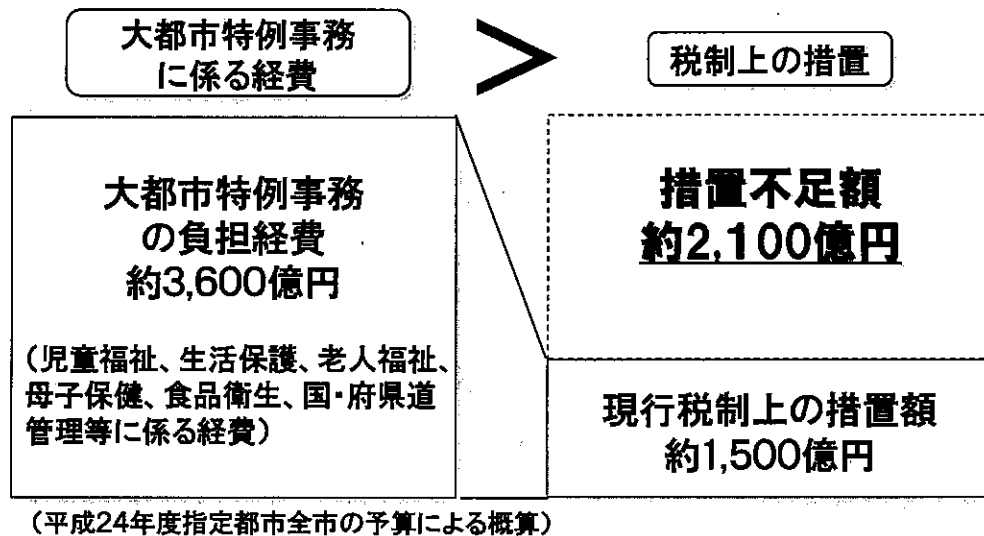 大都市特例事務
に係る経費
>
税制上の措置
大都市特例事務
の負担経費
約3,600億円
（児童福祉、生活保護、老人福祉、
母子保健、食品衛生、国・府県道
管理等に係る経費）
措置不足額
約2,100億円
現行税制上の措置額
約1,500億円
（平成24年度指定都市全市の予算による概算）